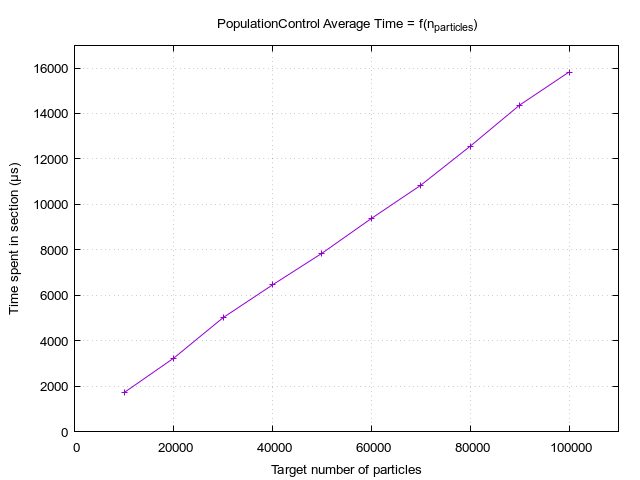 PopulationControl Average Time = f(nparticles)
16000
14000
12000
10000
8000
6000
4000
2000
0
Time spent in section (µs)
0 20000 40000 60000 80000 100000
Target number of particles